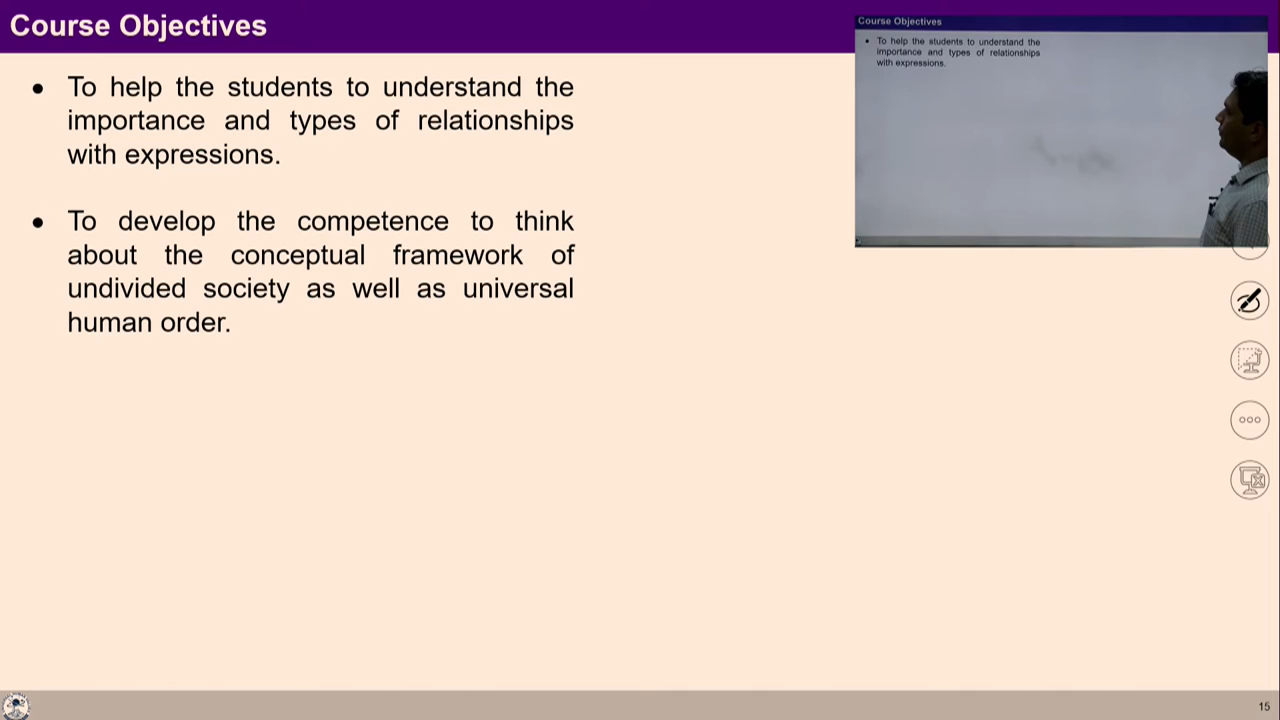 Course Objectives
● To help the students to understand the
importance and types of relationships
with expressions.
● To develop the competence to think
about the conceptual framework of
undivided society as well as universal
human order.
Course Objectives
• To help the students to understand the
importance and types of relationships
with expressions.
15